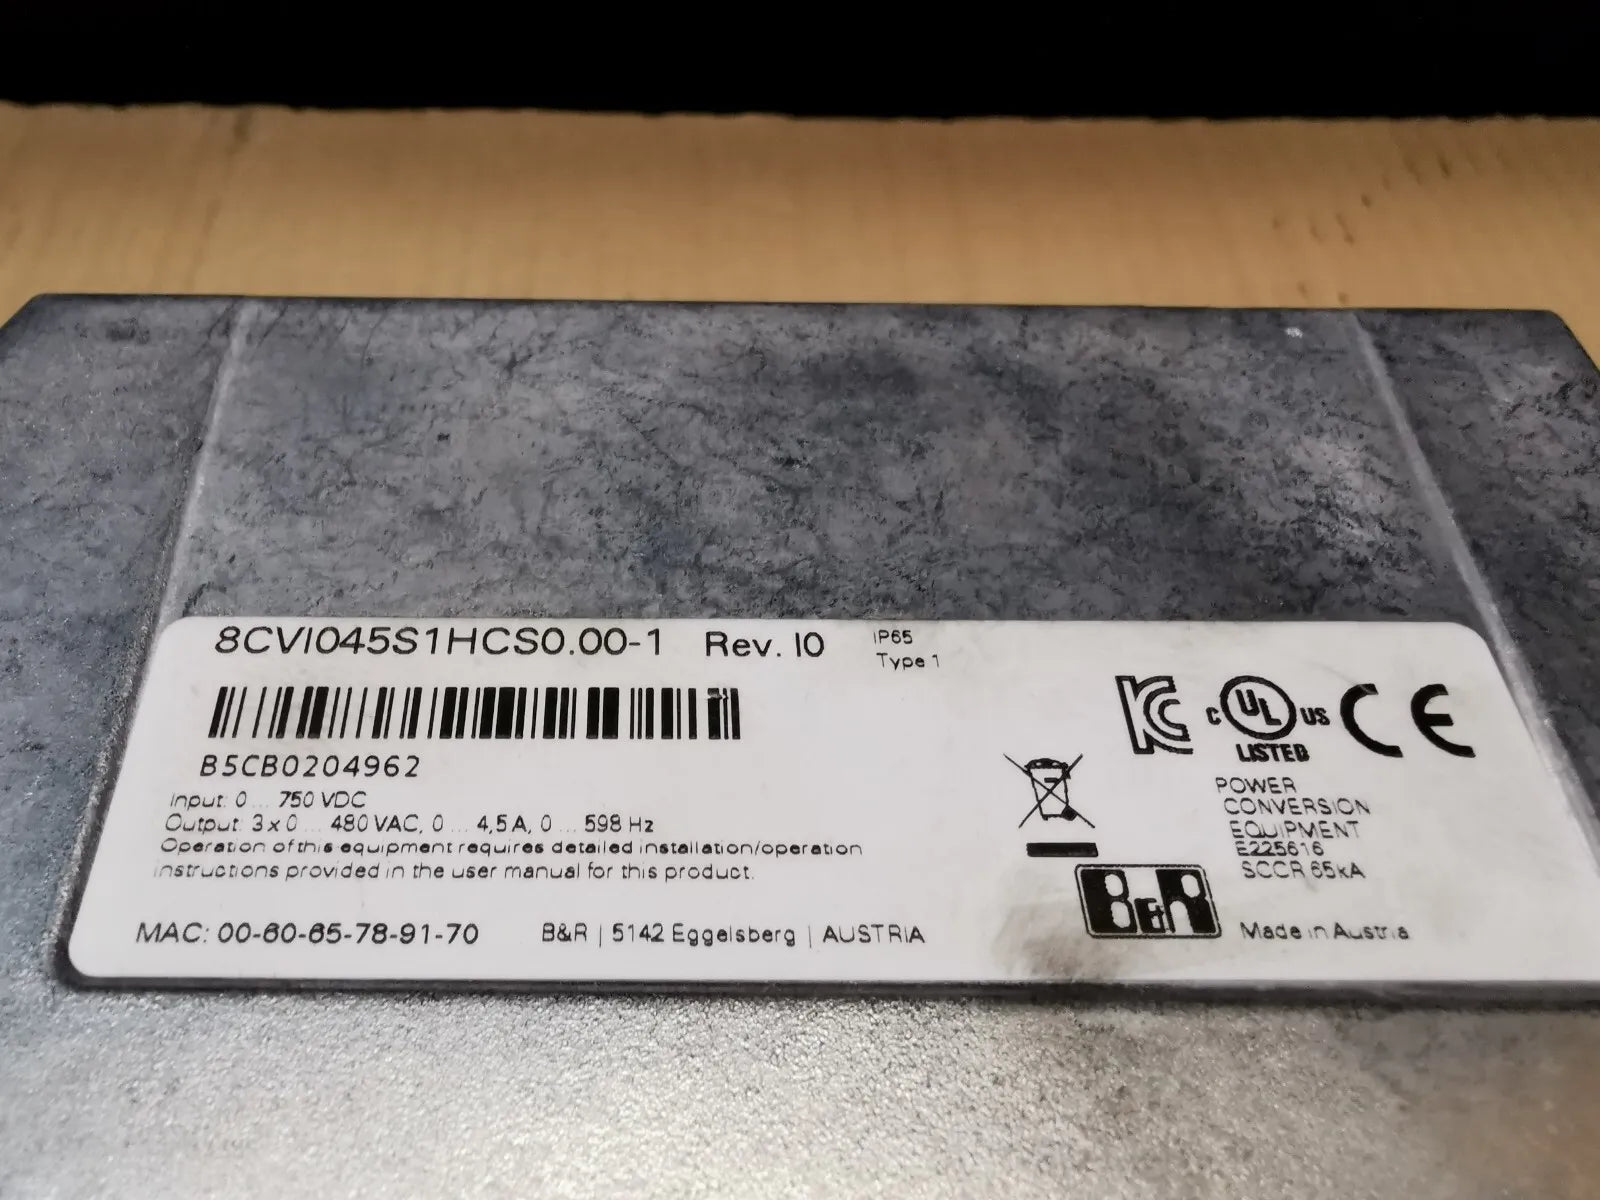 8CVI045S1HCS0.00-1 Rev. I0 IP65
Type 1
B5CB0204962
Input: 0 ... 750 VDC
Output: 3 x 0 ... 480 VAC, 0 ... 4,5 A, 0 ... 598 Hz
Operation of this equipment requires detailed installation/operation
instructions provided in the user manual for this product.
MAC: 00-60-65-78-91-70 B&R | 5142 Eggelsberg | AUSTRIA
C UL US CE
LISTED
POWER
CONVERSION
EQUIPMENT
E225616
SCCR 65kA
B&R
Made in Austria